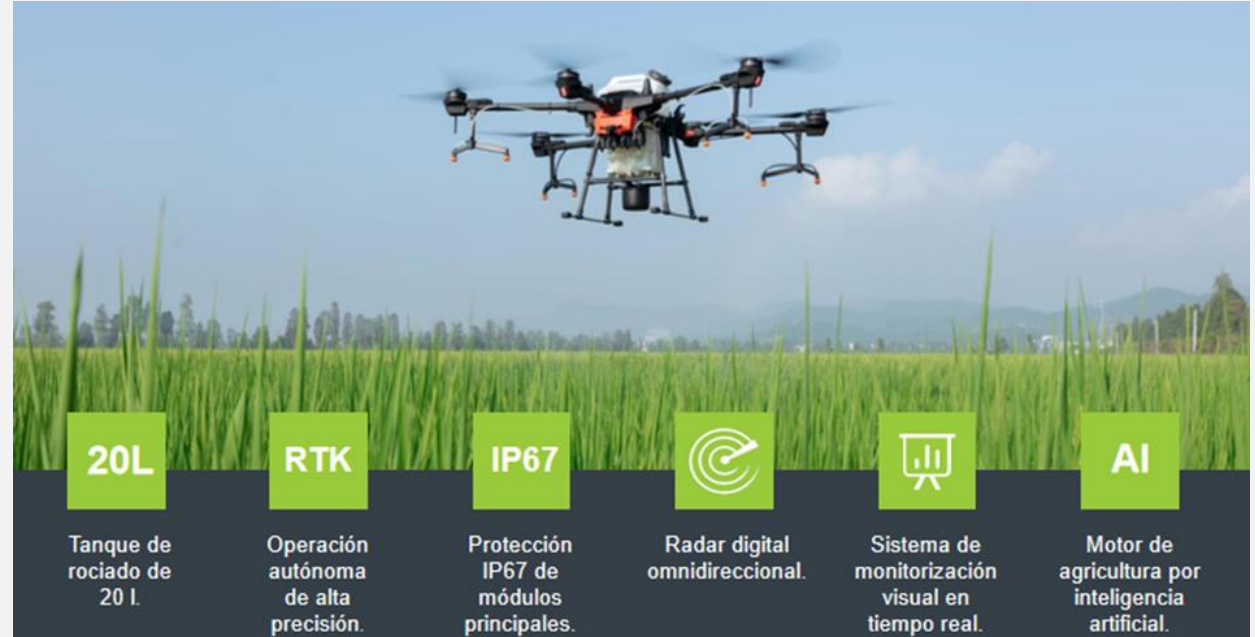 20L
RTK
IP67
AI
Tanque de
rociado de
20 l.
Operación
autónoma
de alta
precisión.
Protección
IP67 de
módulos
principales.
Radar digital
omnidireccional.
Sistema de
monitorización
visual en
tiempo real.
Motor de
agricultura por
inteligencia
artificial.